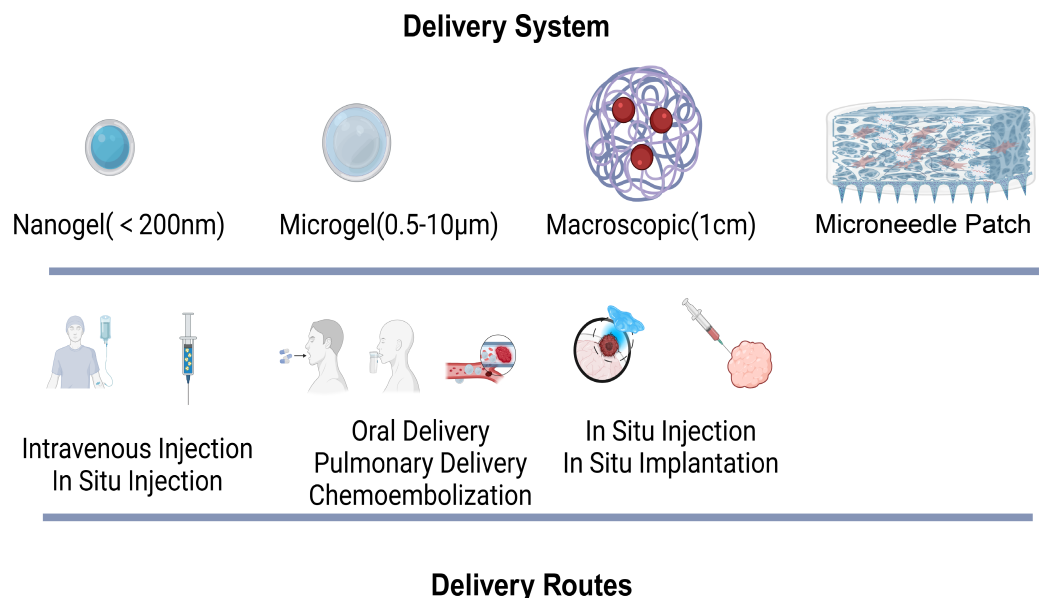 Delivery System
Nanogel( < 200nm)
Microgel(0.5-10μm)
Macroscopic(1cm)
Microneedle Patch
Intravenous Injection
In Situ Injection
Oral Delivery
Pulmonary Delivery
Chemoembolization
In Situ Injection
In Situ Implantation
Delivery Routes